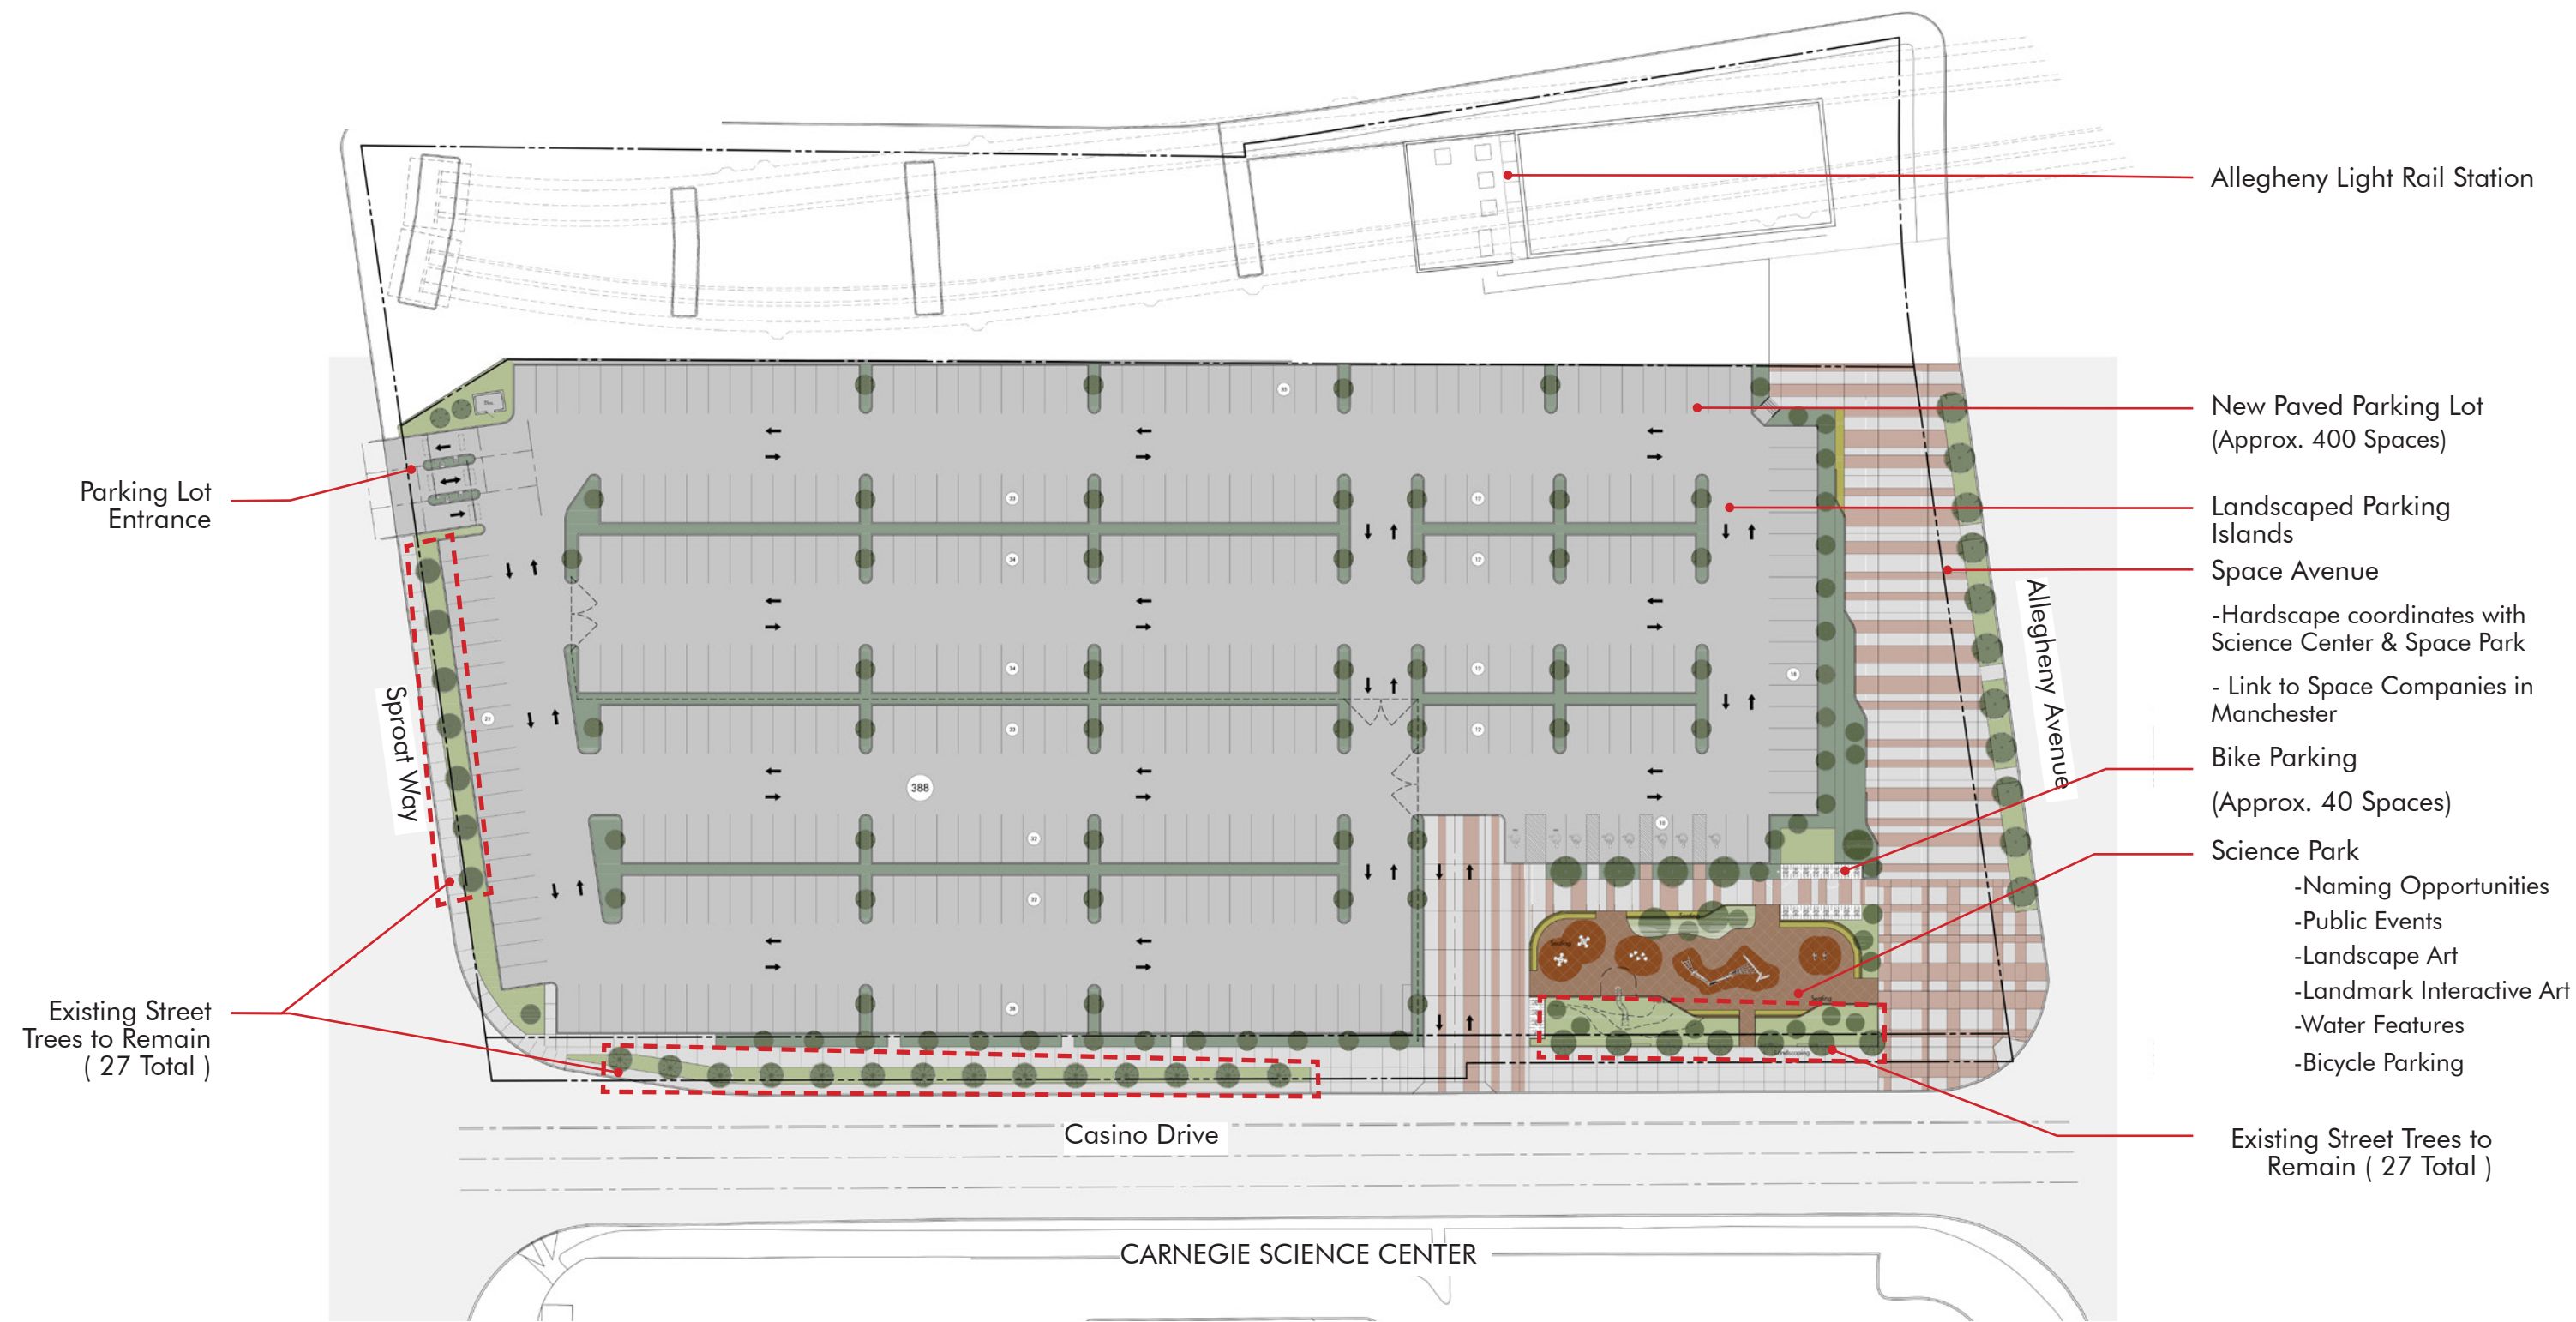 Allegheny Light Rail Station
New Paved Parking Lot
(Approx. 400 Spaces)
Parking Lot
Entrance
Landscaped Parking
Islands
Space Avenue
-Hardscape coordinates with
Science Center & Space Park
- Link to Space Companies in
Manchester
Bike Parking
(Approx. 40 Spaces)
Science Park
-Naming Opportunities
-Public Events
-Landscape Art
-Landmark Interactive Art
-Water Features
-Bicycle Parking
Sproat Way
Allegheny Avenue
388
Seating
Seating
Existing Street
Trees to Remain
( 27 Total )
Existing Street Trees to
Remain ( 27 Total )
Casino Drive
CARNEGIE SCIENCE CENTER